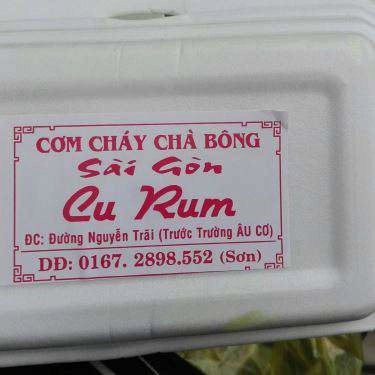 CƠM CHÁY CHÀ BÔNG
Sài Gòn
Cu Rum
ĐC: Đường Nguyễn Trãi (Trước Trường ÂU CƠ)
DĐ: 0167. 2898.552 (Sơn)